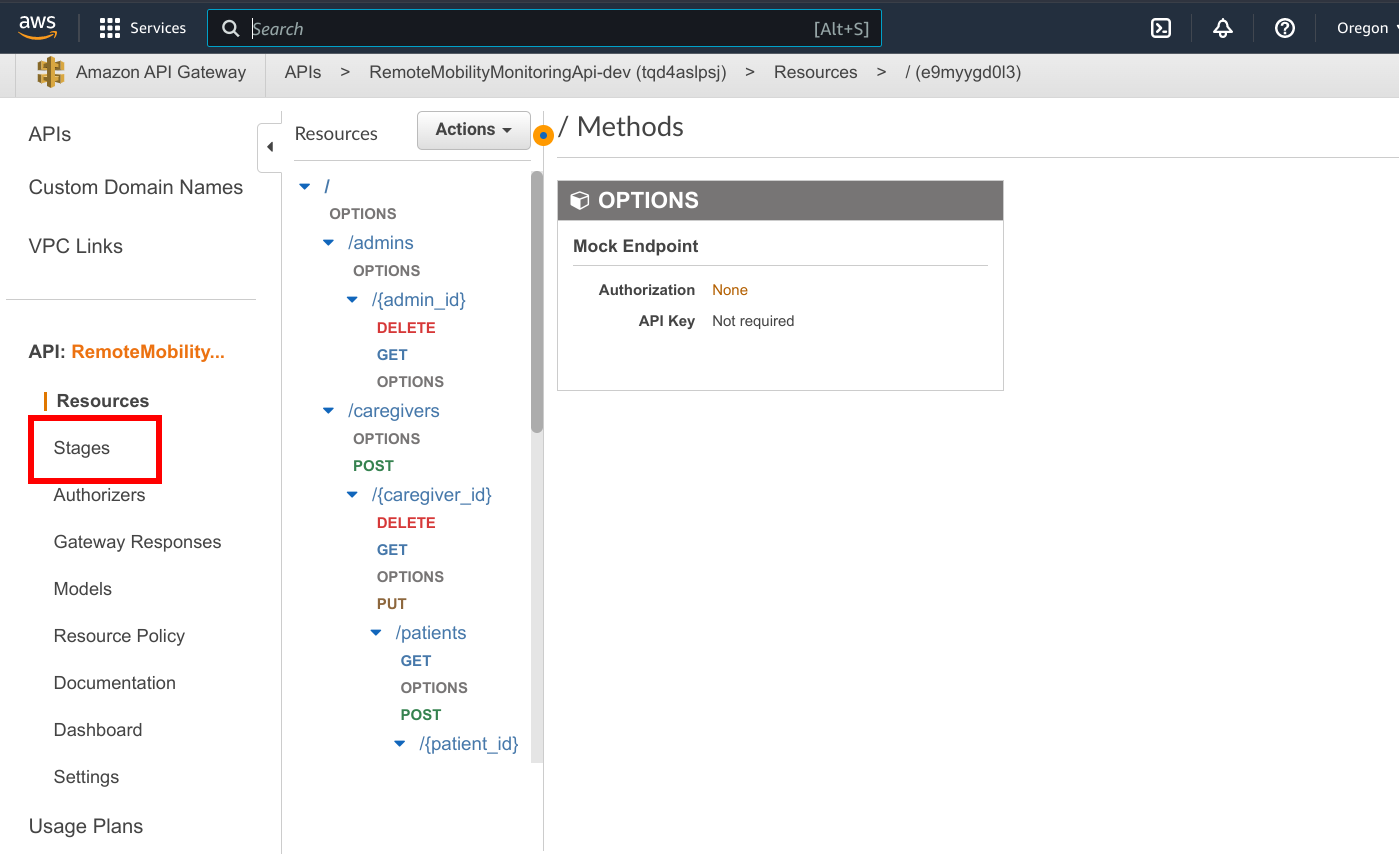 aws
Services
Search
[Alt+S]
Oregon
Amazon API Gateway
APIs > RemoteMobilityMonitoringApi-dev (tqd4aslpsj) > Resources > / (e9myygd0l3)
APIs
Custom Domain Names
VPC Links
API: RemoteMobility...
Resources
Stages
Authorizers
Gateway Responses
Models
Resource Policy
Documentation
Dashboard
Settings
Usage Plans
Resources
Actions
/
OPTIONS
/admins
OPTIONS
/{admin_id}
DELETE
GET
OPTIONS
/caregivers
OPTIONS
POST
/{caregiver_id}
DELETE
GET
OPTIONS
PUT
/patients
GET
OPTIONS
POST
/{patient_id}
/ Methods
OPTIONS
Mock Endpoint
Authorization None
API Key Not required